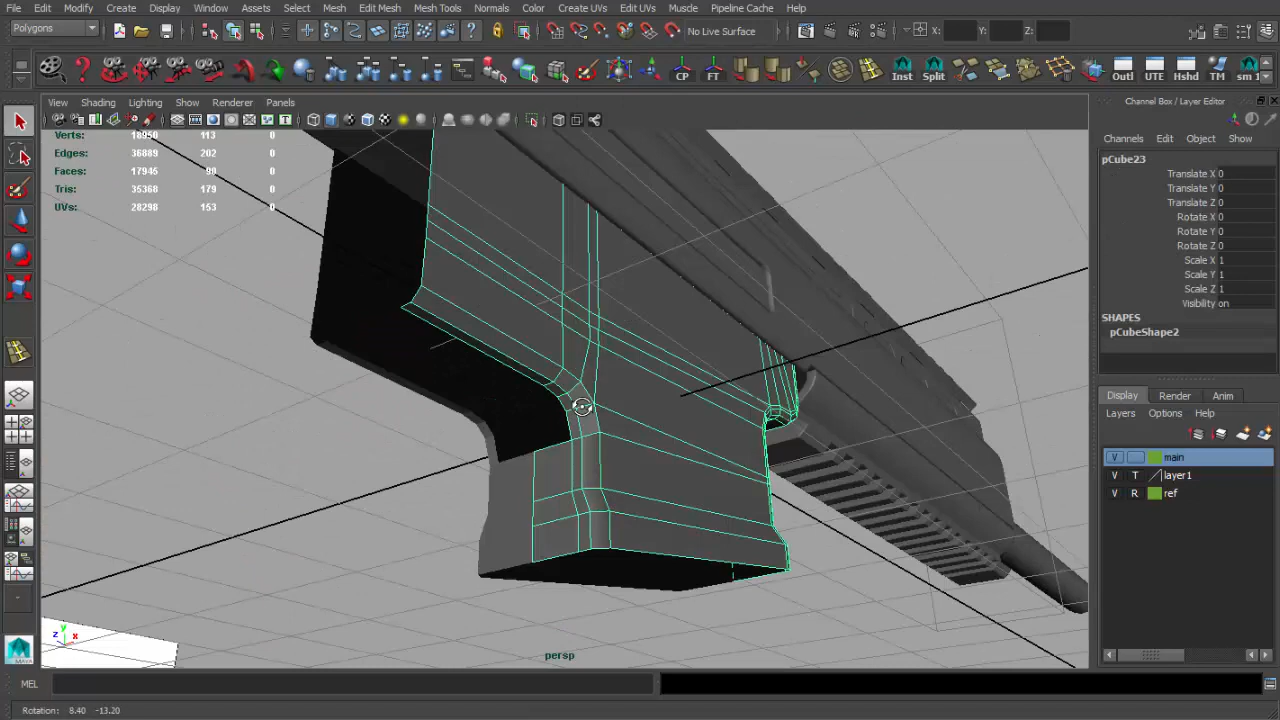 File Edit Modify Create Display Window Assets Select Mesh Edit Mesh Mesh Tools Normals Color Create UVs Edit UVs Muscle Pipeline Cache Help
Polygons No Live Surface X: Y: Z:
CP FT Inst Split Outl UTE Hshd TM sm 1
View Shading Lighting Show Renderer Panels Channel Box / Layer Editor
Verts: 18950 113 0
Edges: 36889 202 0
Faces: 17945 90 0
Tris: 35368 179 0
UVs: 28298 153 0
Channels Edit Object Show
pCube23
Translate X 0
Translate Y 0
Translate Z 0
Rotate X 0
Rotate Y 0
Rotate Z 0
Scale X 1
Scale Y 1
Scale Z 1
Visibility on
SHAPES
pCubeShape2
Display Render Anim
Layers Options Help
V main
V T layer1
V R ref
z y x
persp
MAYA
MEL
Rotation: 8.40 -13.20